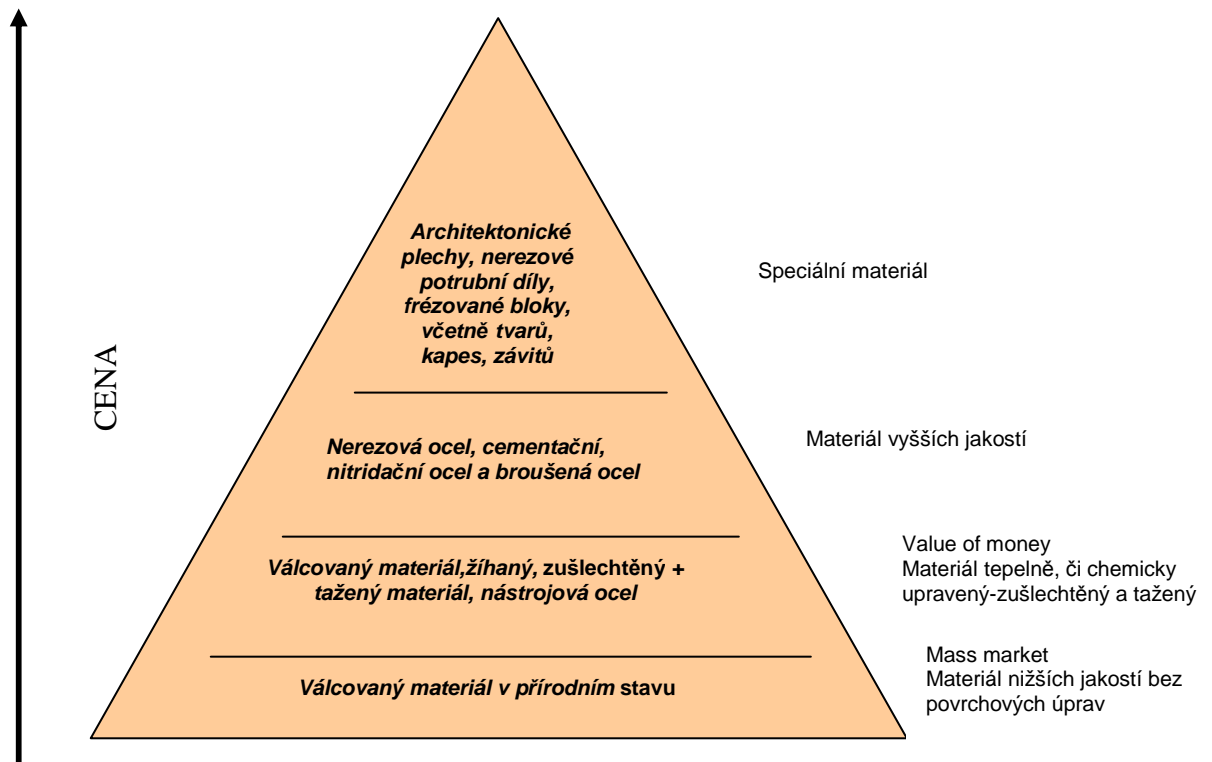 CENA
Architektonické
plechy, nerezové
potrubní díly,
frézované bloky,
včetně tvarů,
kapes, závitů
Speciální materiál
Nerezová ocel, cementační,
nitridační ocel a broušená ocel
Materiál vyšších jakostí
Válcovaný materiál,žíhaný, zušlechtěný +
tažený materiál, nástrojová ocel
Value of money
Materiál tepelně, či chemicky
upravený-zušlechtěný a tažený
Válcovaný materiál v přírodním stavu
Mass market
Materiál nižších jakostí bez
povrchových úprav